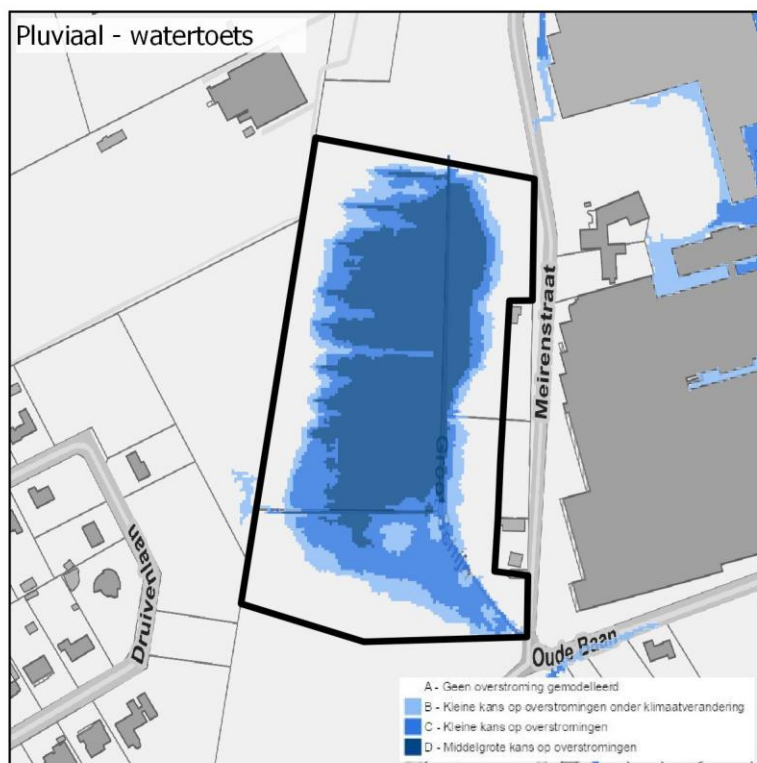 Pluviaal - watertoets
Meirenstraat
Druivenlaan
Oude Baan
A - Geen overstroming gemodelleerd
B - Kleine kans op overstromingen onder klimaatverandering
C - Kleine kans op overstromingen
D - Middelgrote kans op overstromingen